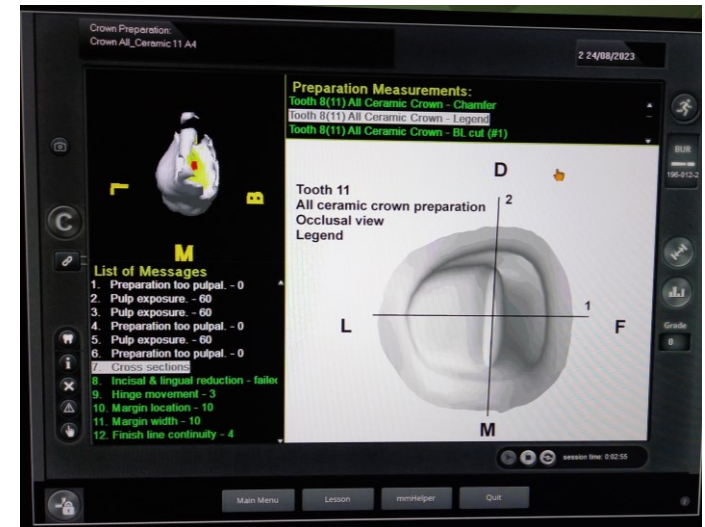 Crown Preparation:
Crown All_Ceramic 11 A4
2 24/08/2023
Preparation Measurements:
Tooth 8(11) All Ceramic Crown - Chamfer
Tooth 8(11) All Ceramic Crown - Legend
Tooth 8(11) All Ceramic Crown - BL cut (#1)
BUR
196-012-2
C
M
D
2
Tooth 11
All ceramic crown preparation
Occlusal view
Legend
1
L
F
M
List of Messages
1. Preparation too pulpal. - 0
2. Pulp exposure. - 60
3. Pulp exposure. - 60
4. Preparation too pulpal. - 0
5. Pulp exposure. - 60
6. Preparation too pulpal. - 0
7. Cross sections
8. Incisal & lingual reduction - failed
9. Hinge movement - 3
10. Margin location - 10
11. Margin width - 10
12. Finish line continuity - 4
Grade
0
session time: 0:02:55
Main Menu
Lesson
mmHelper
Quit